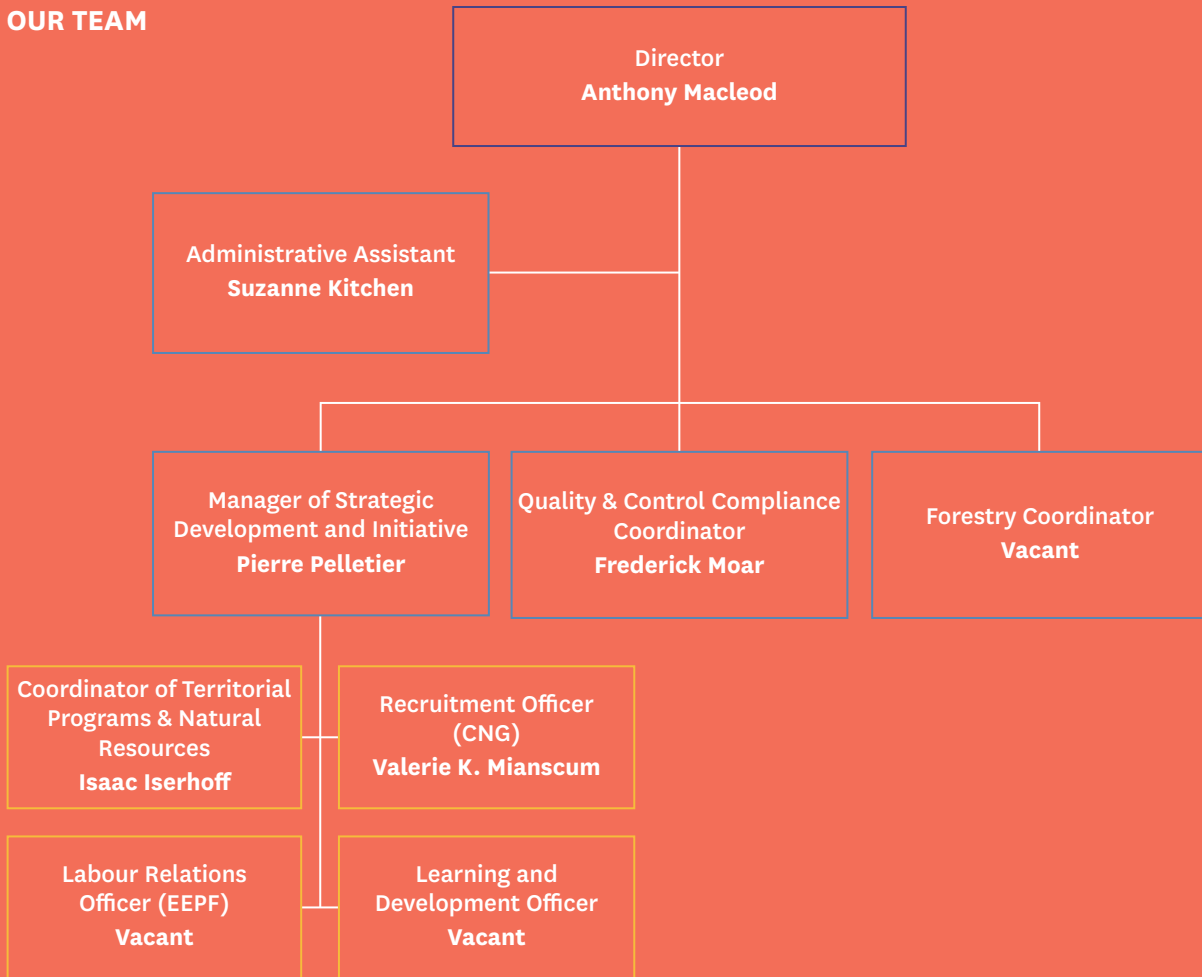 OUR TEAM
Director
Anthony Macleod
Administrative Assistant
Suzanne Kitchen
Manager of Strategic
Development and Initiative
Pierre Pelletier
Quality & Control Compliance
Coordinator
Frederick Moar
Forestry Coordinator
Vacant
Coordinator of Territorial
Programs & Natural
Resources
Isaac Iserhoff
Recruitment Officer
(CNG)
Valerie K. Mianscum
Labour Relations
Officer (EEPF)
Vacant
Learning and
Development Officer
Vacant